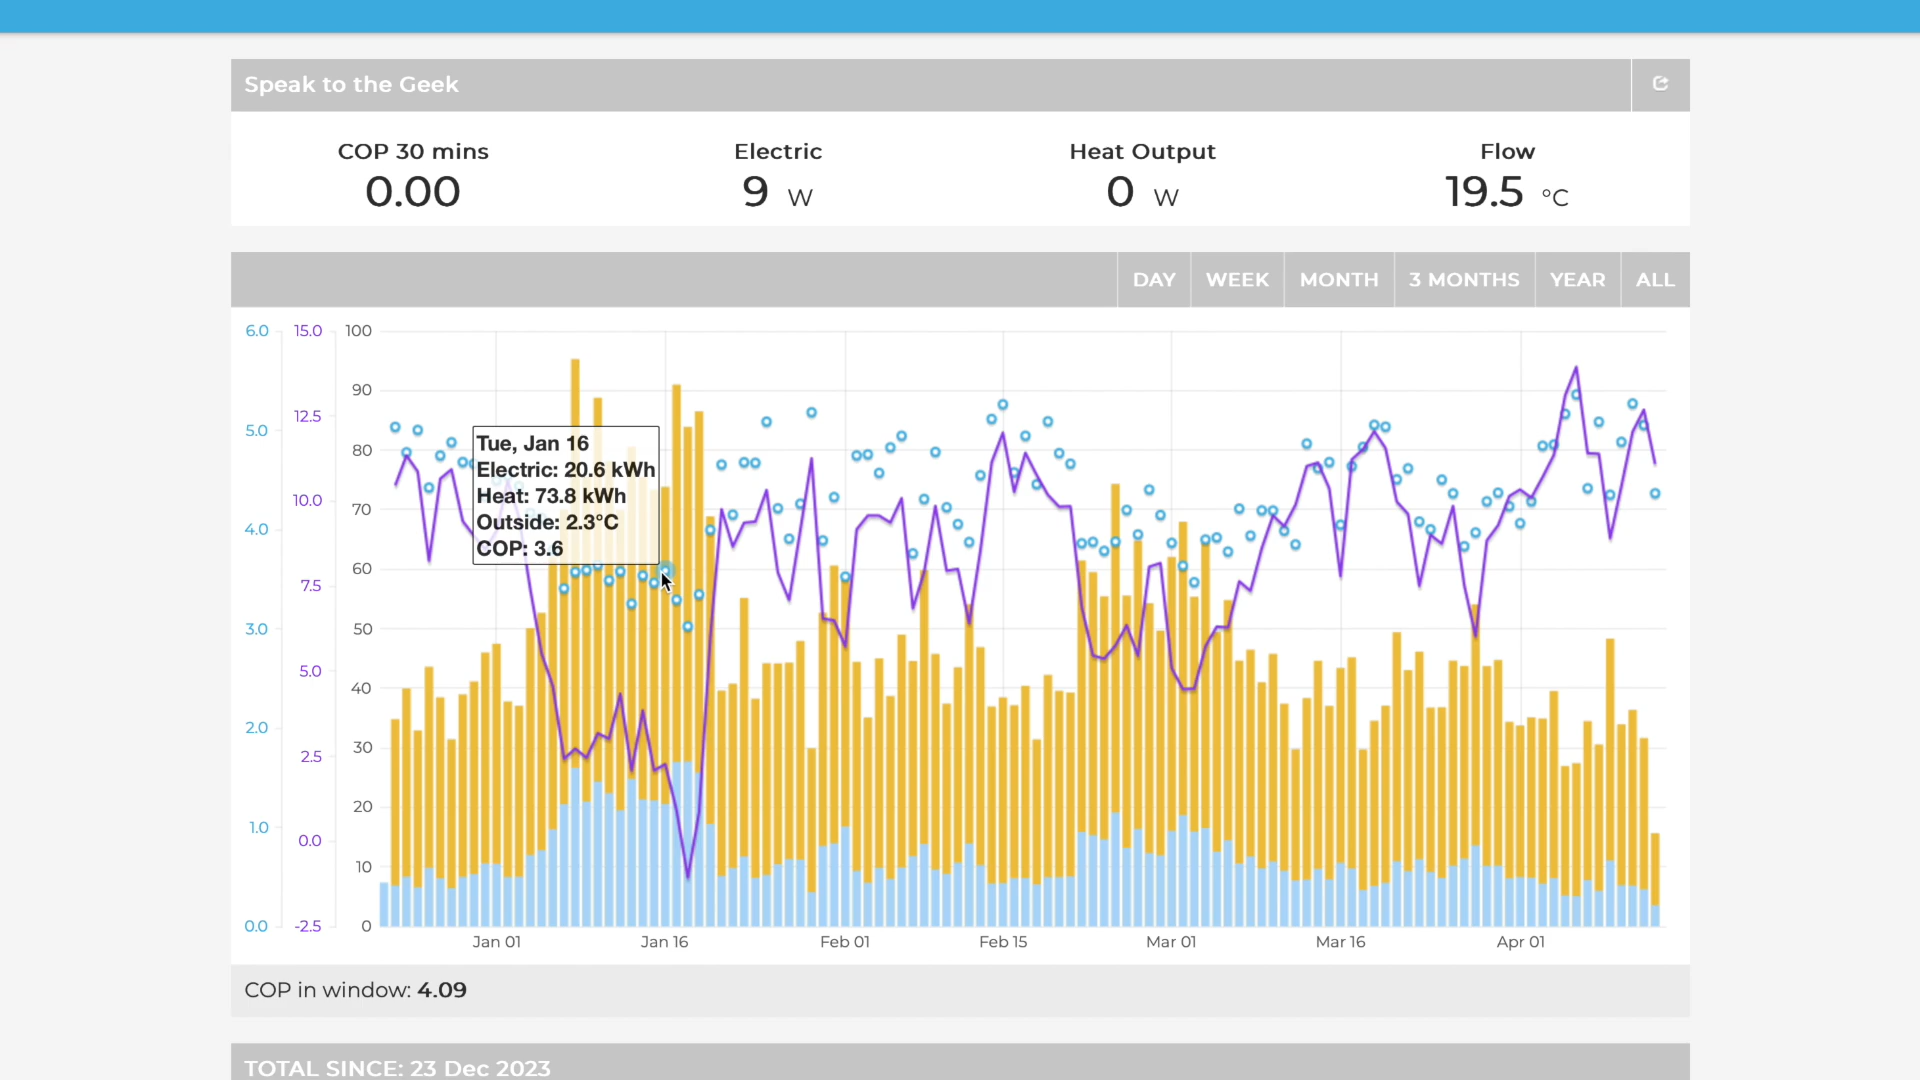 Speak to the Geek
COP 30 mins Electric Heat Output Flow
0.00 9 W 0 W 19.5 °C
DAY WEEK MONTH 3 MONTHS YEAR ALL
6.0 15.0 100
90
12.5
5.0
80
10.0
70
4.0
60
7.5
3.0 50
5.0
40
2.0
30
2.5
20
1.0
0.0
10
0.0 -2.5 0
Tue, Jan 16
Electric: 20.6 kWh
Heat: 73.8 kWh
Outside: 2.3°C
COP: 3.6
Jan 01 Jan 16 Feb 01 Feb 15 Mar 01 Mar 16 Apr 01
COP in window: 4.09
TOTAL SINCE: 23 Dec 2023